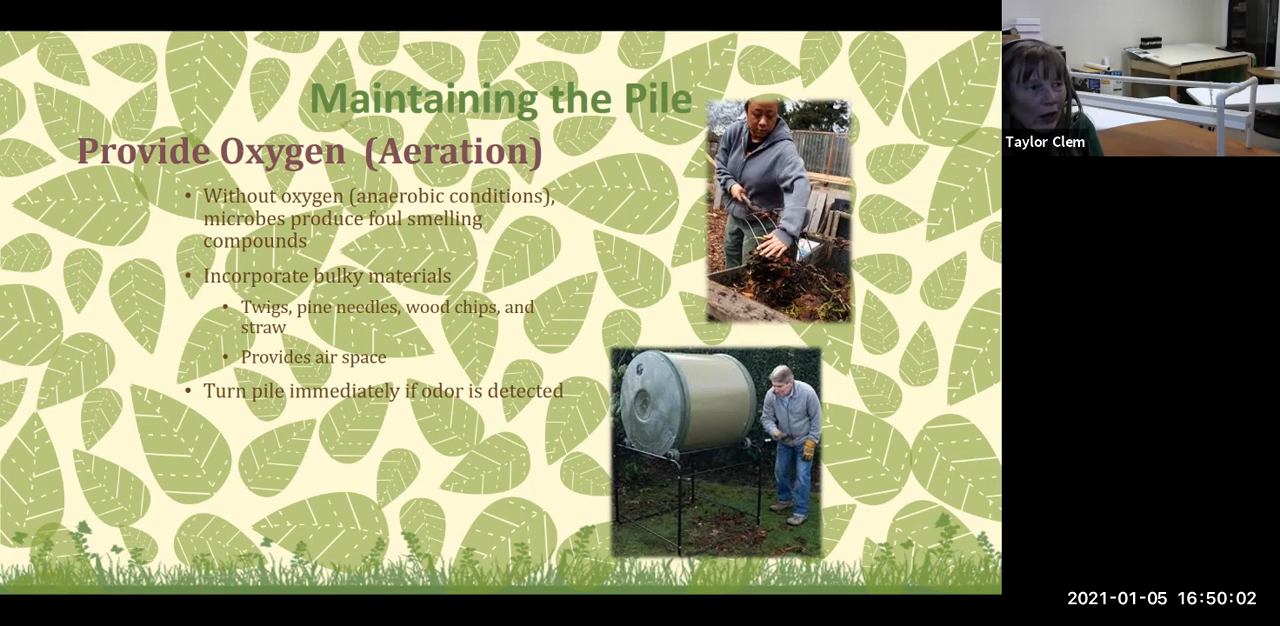 Maintaining the Pile
Provide Oxygen (Aeration)
• Without oxygen (anaerobic conditions),
microbes produce foul smelling
compounds
• Incorporate bulky materials
• Twigs, pine needles, wood chips, and
straw
• Provides air space
• Turn pile immediately if odor is detected
Taylor Clem
2021-01-05 16:50:02